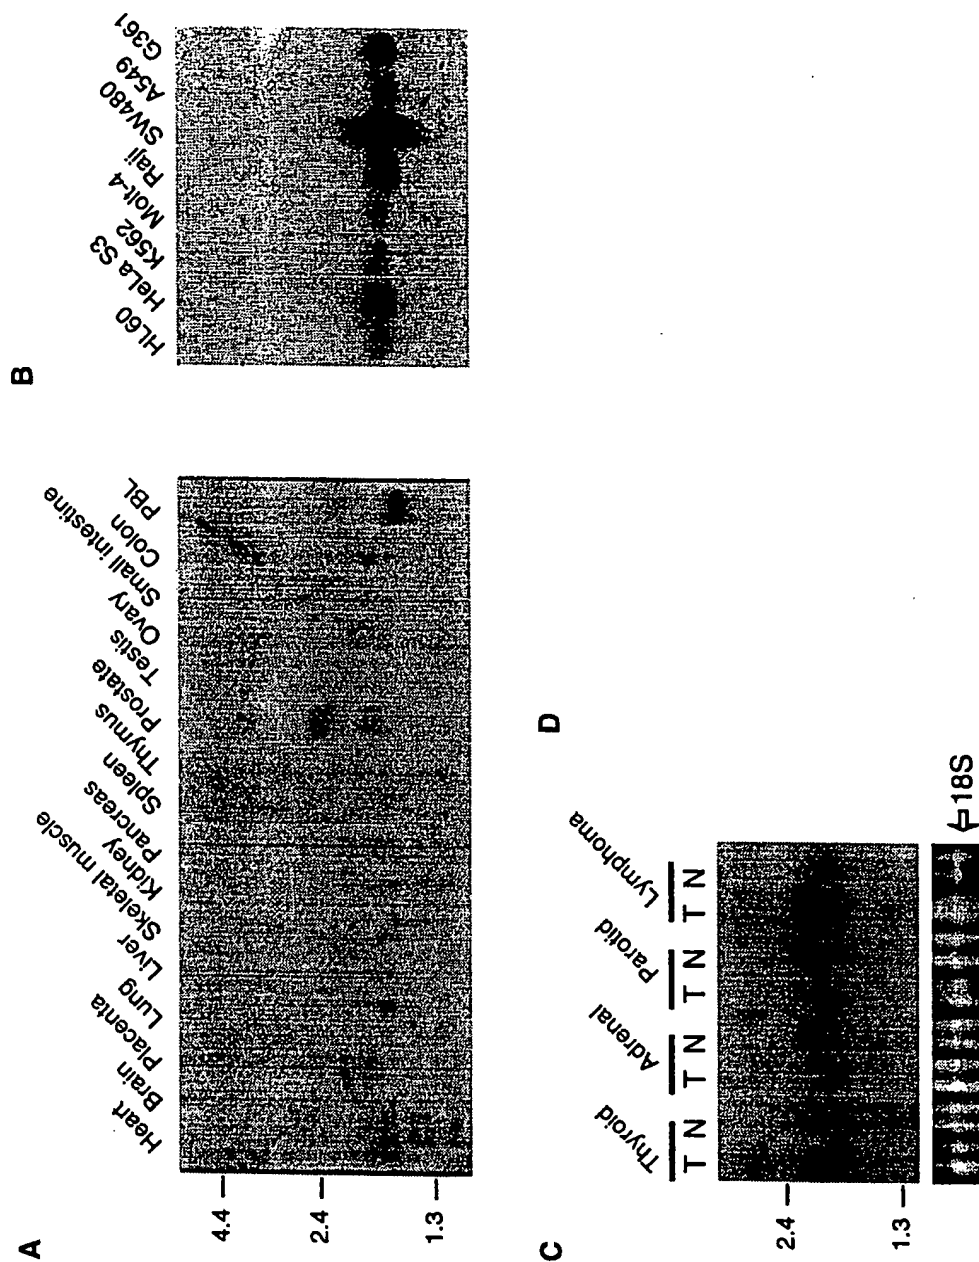 A
Heart
Brain
Placenta
Lung
Liver
Skeletal muscle
Kidney
Pancreas
Spleen
Thymus
Prostate
Testis
Ovary
Small intestine
Colon
PBL
4.4
2.4
1.3
B
HL60
HeLa S3
K562
Molt-4
Raji
SW480
A549
G361
C
Thyroid
Adrenal
Parotid
Lymphoma
T N T N T N T N
2.4
1.3
⇐18S
D